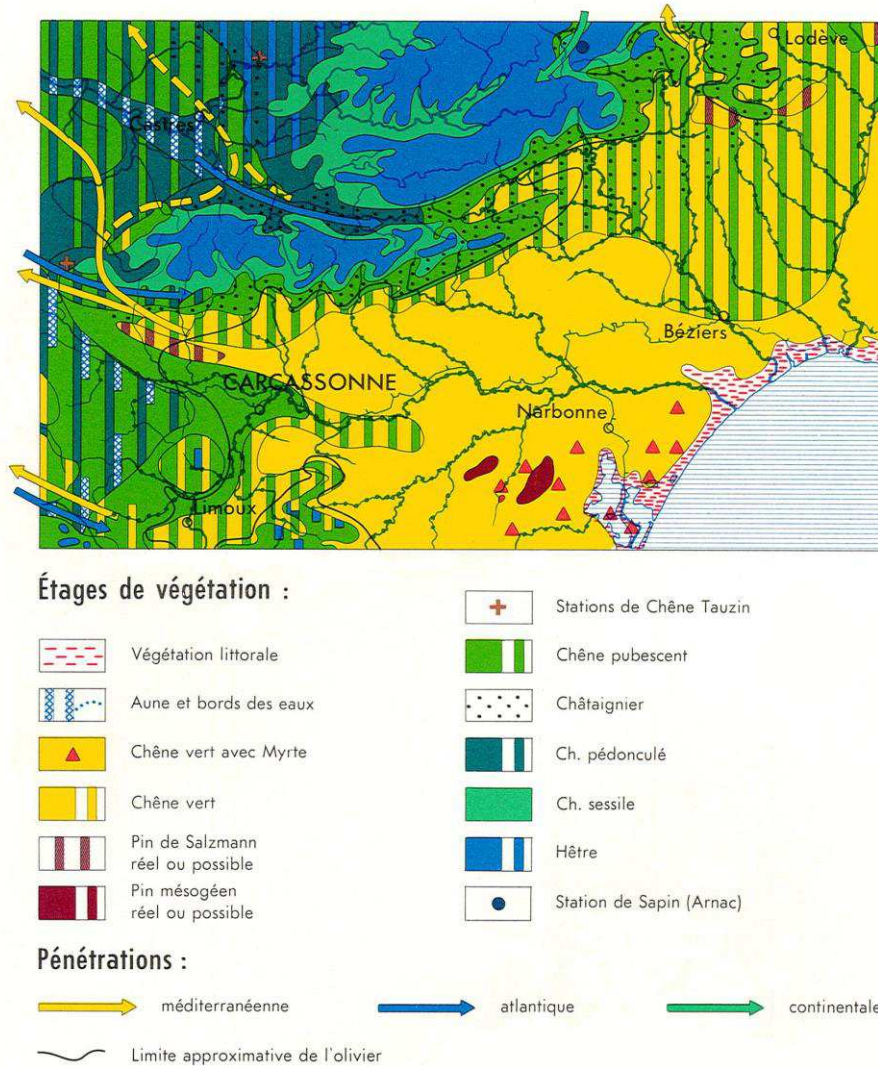 Lodève
Castres
Béziers
CARCASSONNE
Narbonne
Limoux
Étages de végétation :
Végétation littorale
Aune et bords des eaux
Chêne vert avec Myrte
Chêne vert
Pin de Salzmann
réel ou possible
Pin mésogéen
réel ou possible
Stations de Chêne Tauzin
Chêne pubescent
Châtaignier
Ch. pédonculé
Ch. sessile
Hêtre
Station de Sapin (Arnac)
Pénétrations :
méditerranéenne
atlantique
continentale
Limite approximative de l'olivier